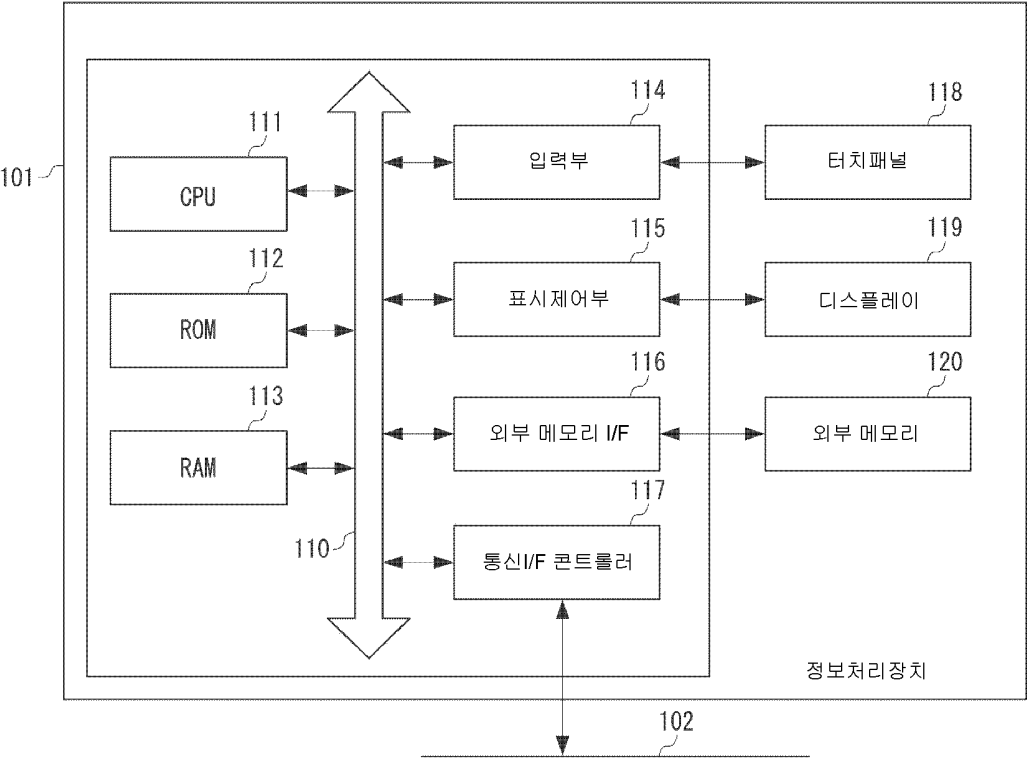 114
118
111
입력부
터치패널
101
CPU
115
119
112
표시제어부
디스플레이
ROM
116
120
113
외부 메모리 I/F
외부 메모리
RAM
117
110
통신I/F 콘트롤러
정보처리장치
102